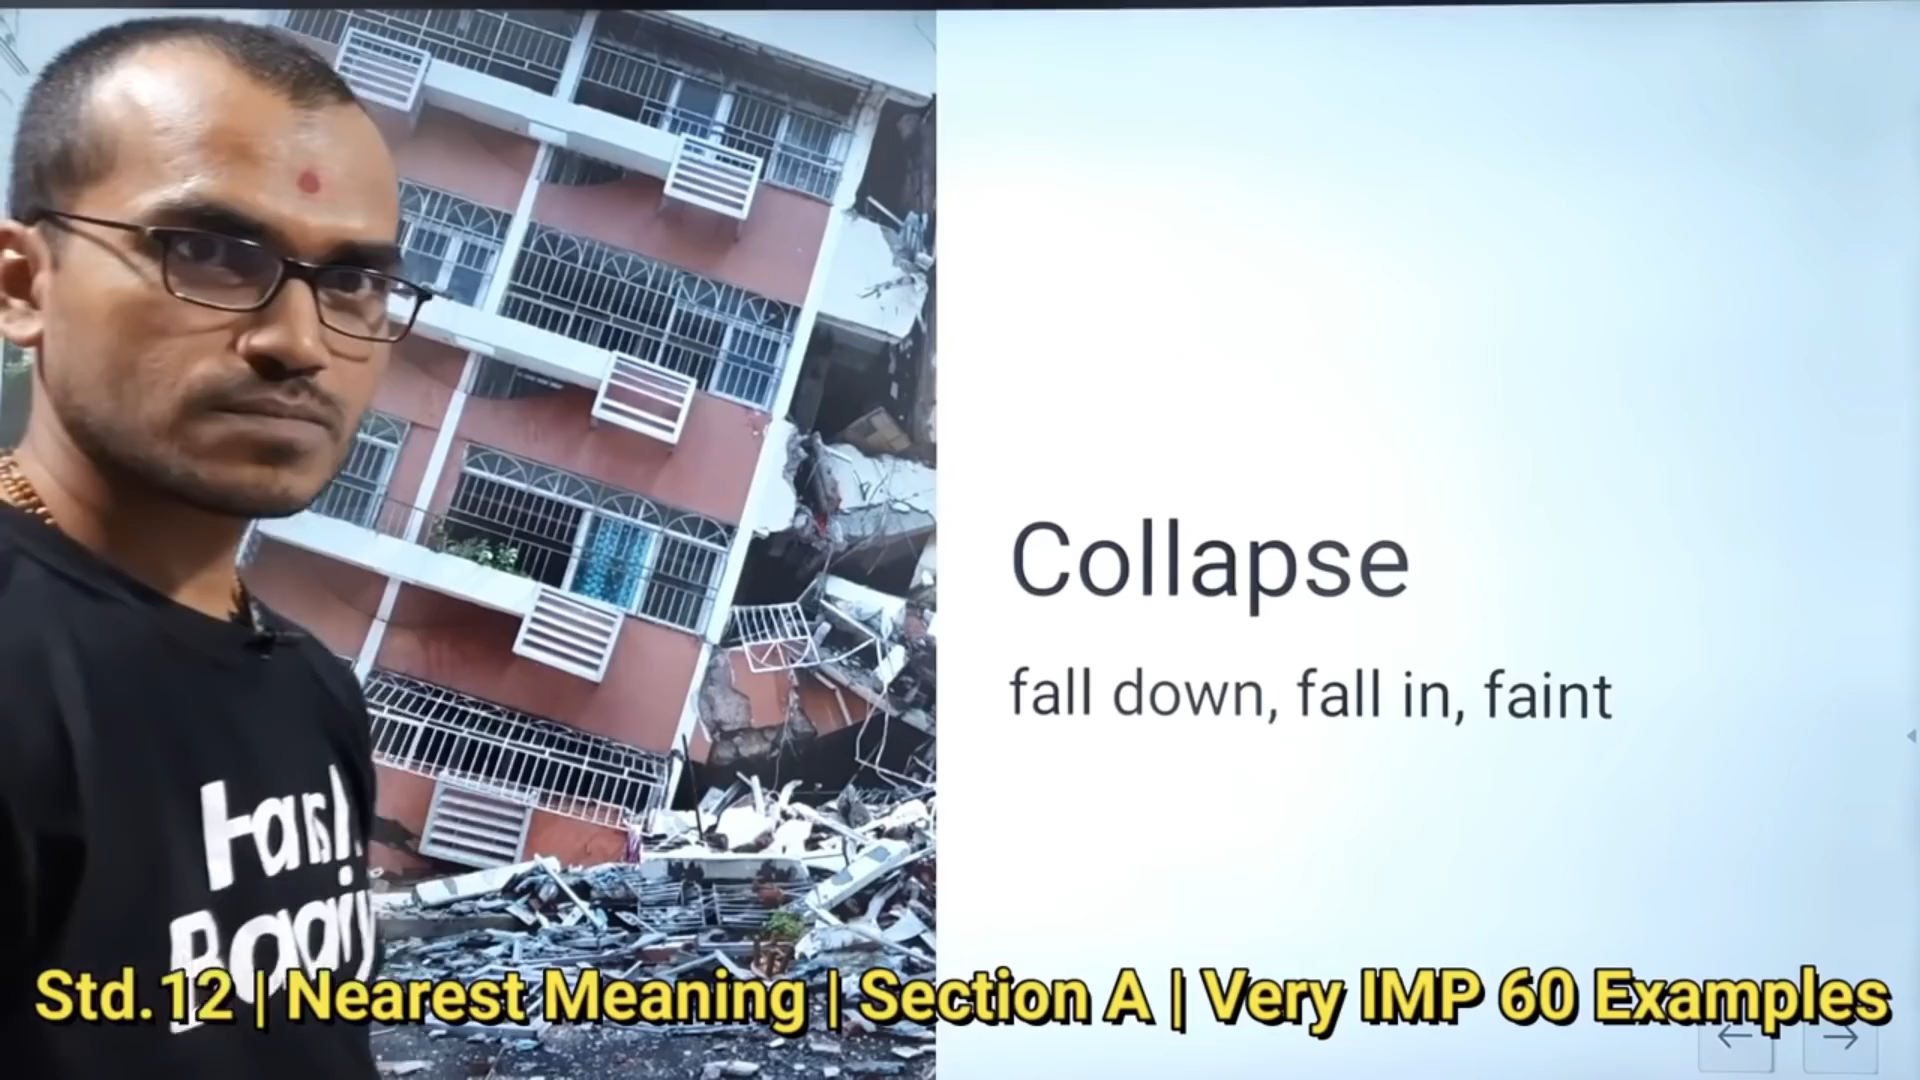 Collapse
fall down, fall in, faint
Std.12 | Nearest Meaning | Section A | Very IMP 60 Examples